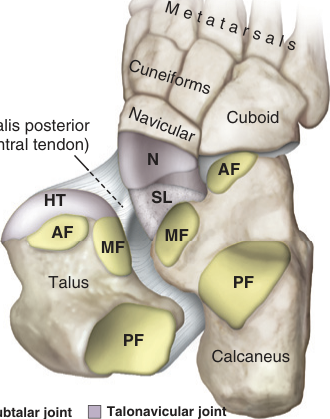 Metatarsals
Cuneiforms
Navicular
Cuboid
alis posterior
ntral tendon)
N
AF
HT
SL
AF
MF
MF
Talus
PF
PF
Calcaneus
ubtalar joint
Talonavicular joint